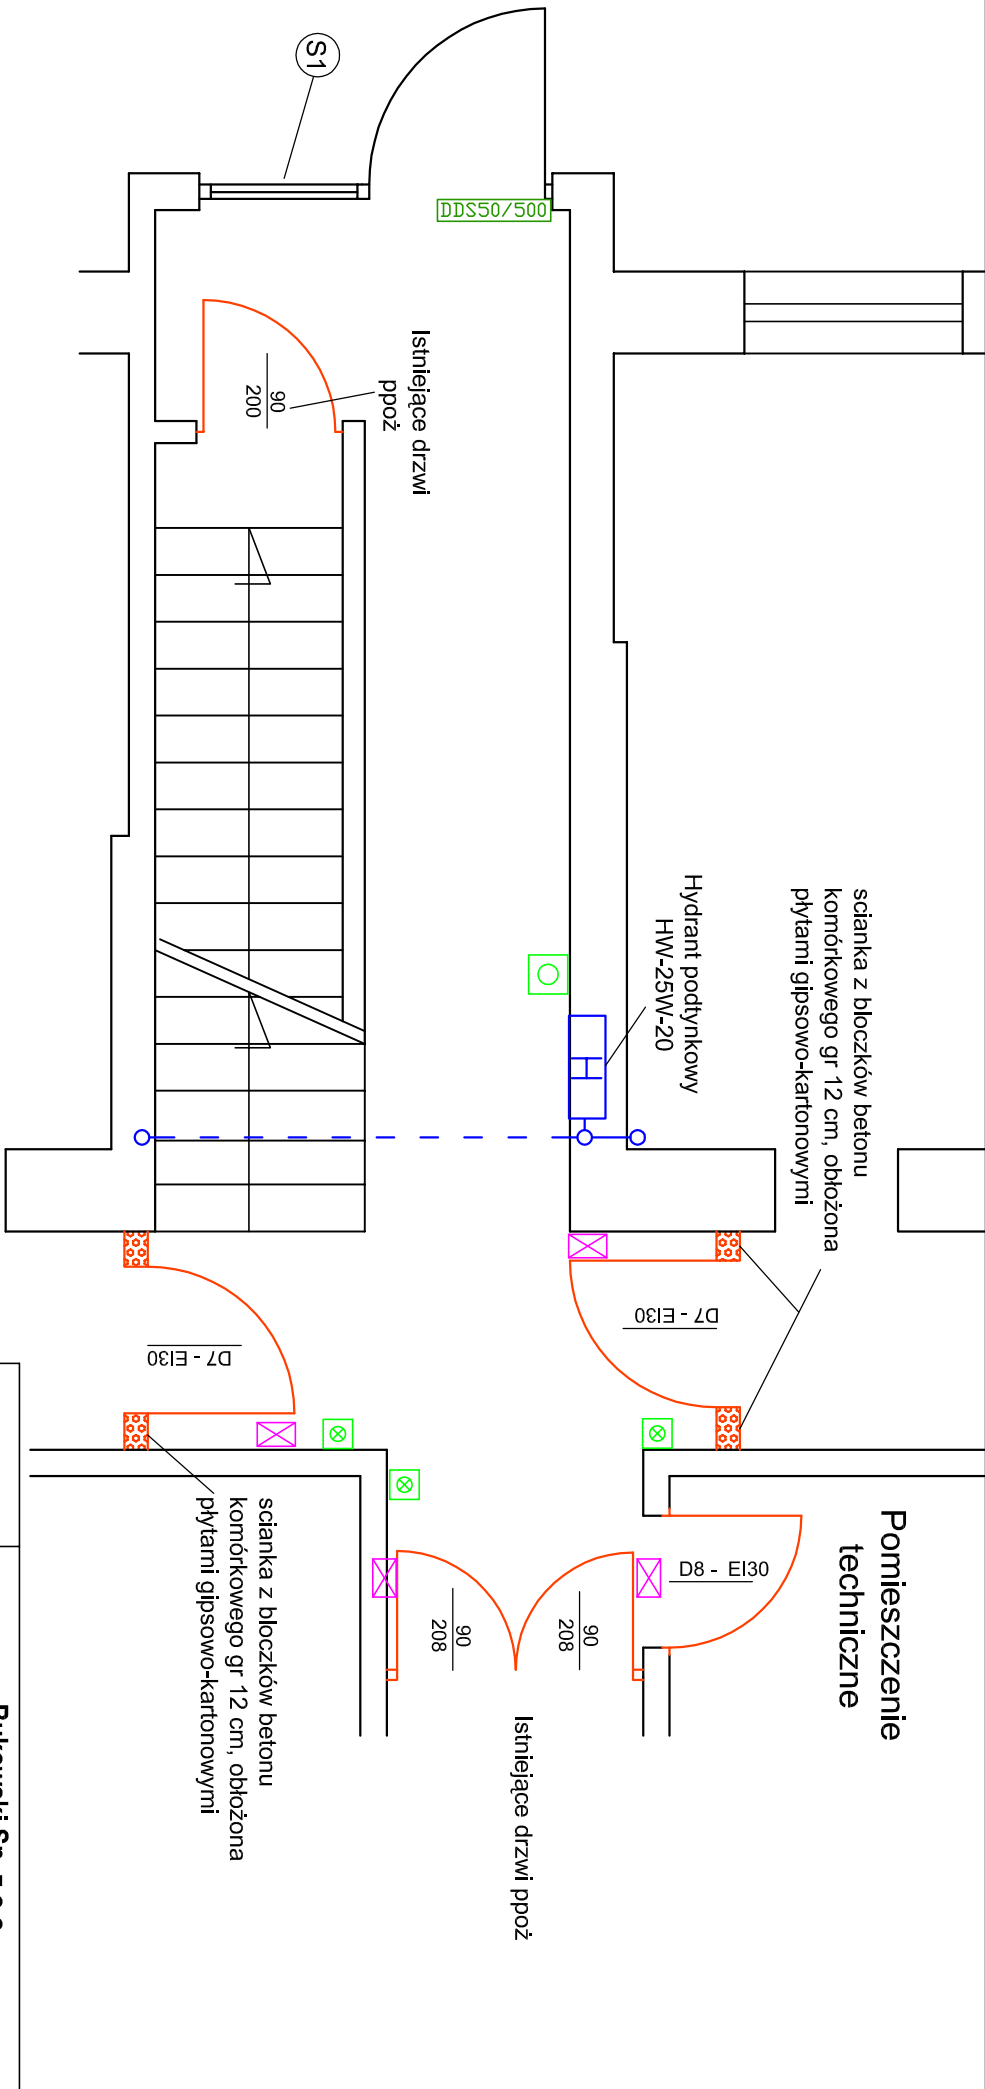 S1
DDS50/500
Istniejące drzwi
ppoż
90
200
Hydrant podtynkowy
HW-25W-20
scianka z bloczków betonu
komórkowego gr 12 cm, obłożona
płytami gipsowo-kartonowymi
D7 - EI30
D7 - EI30
Pomieszczenie
techniczne
D8 - EI30
90
208
90
208
Istniejące drzwi ppoż
scianka z bloczków betonu
komórkowego gr 12 cm, obłożona
płytami gipsowo-kartonowymi